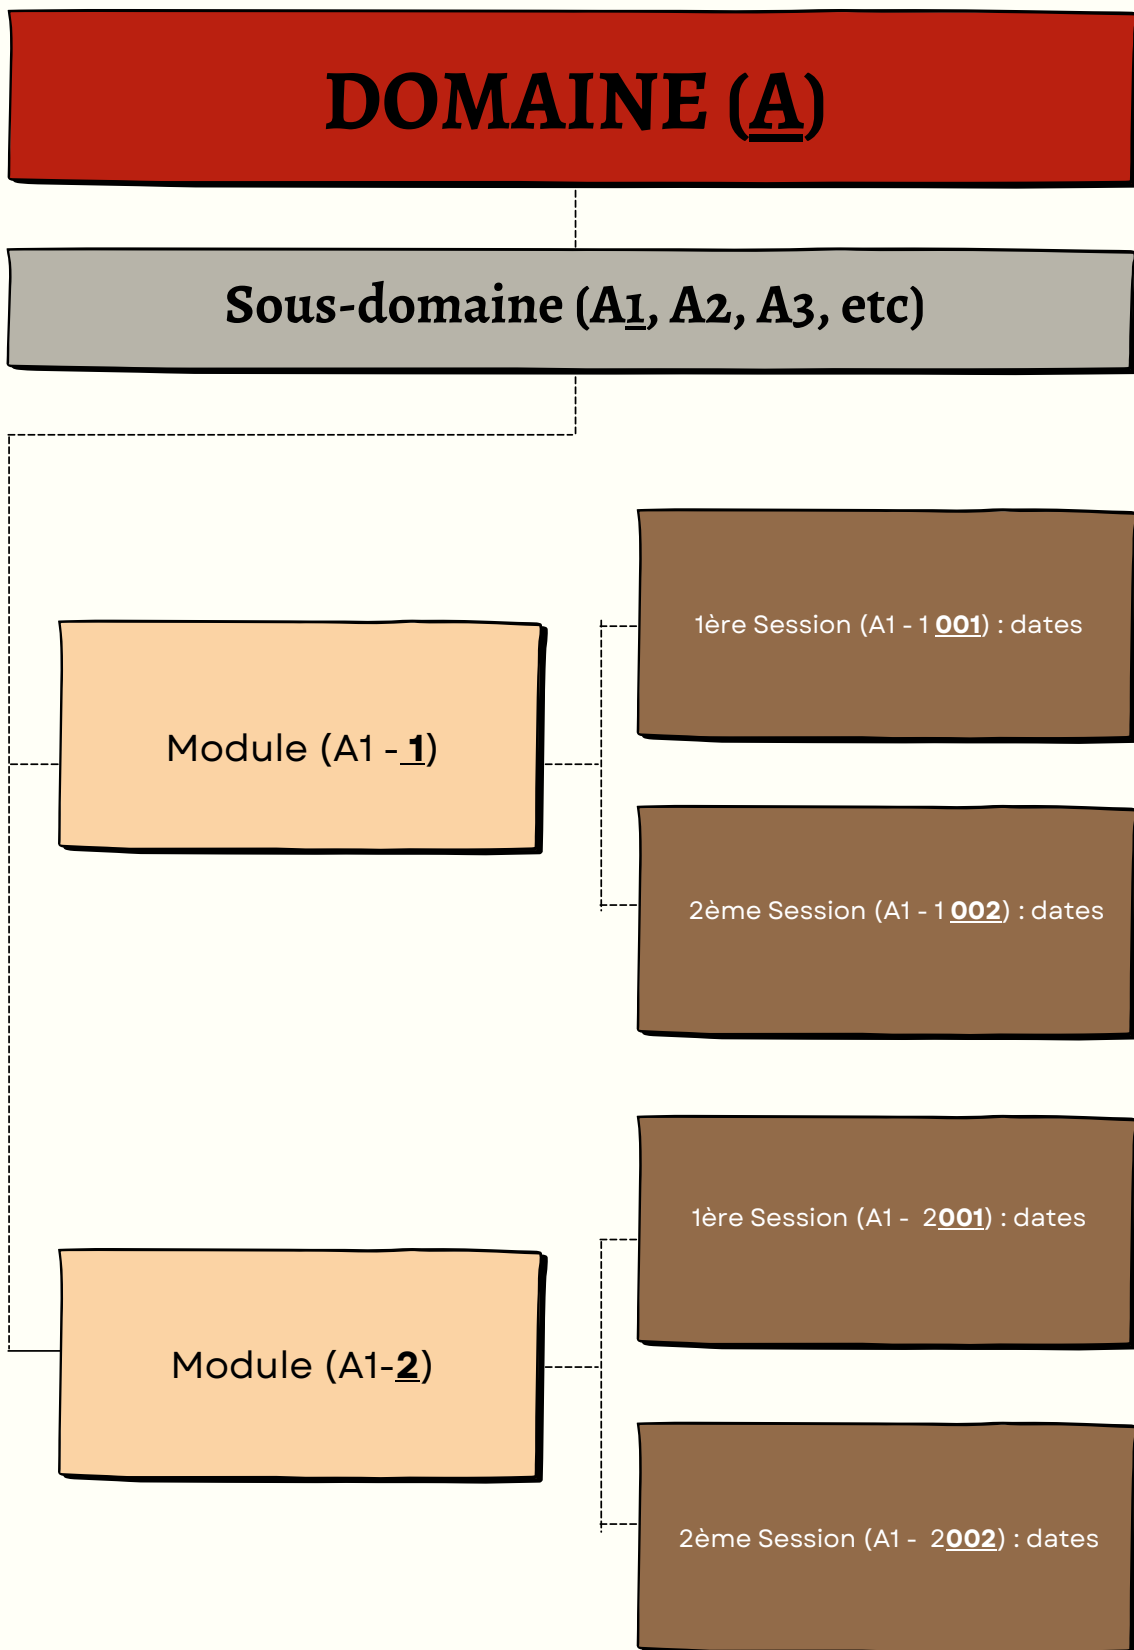 DOMAINE (A)
Sous-domaine (A1, A2, A3, etc)
Module (A1 - 1)
1ère Session (A1 - 1 001) : dates
2ème Session (A1 - 1 002) : dates
Module (A1-2)
1ère Session (A1 - 2001) : dates
2ème Session (A1 - 2002) : dates